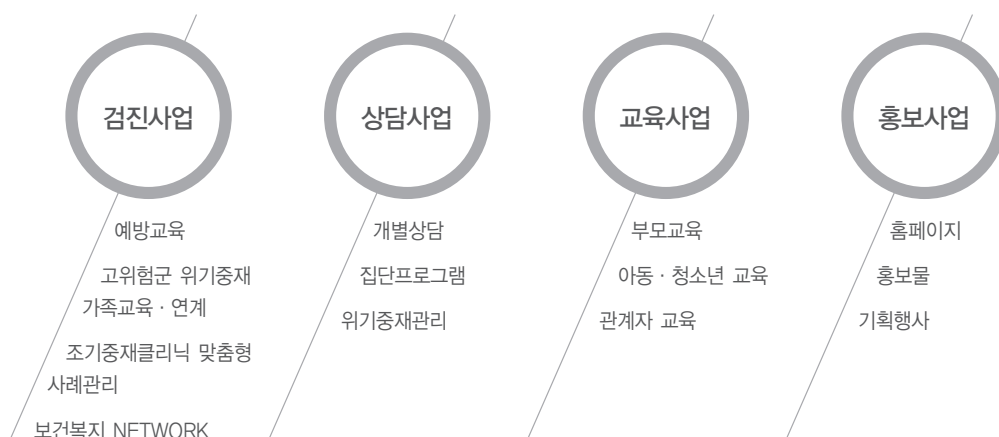 검진사업
예방교육
고위험군 위기중재
가족교육 · 연계
조기중재클리닉 맞춤형
사례관리
보건복지 NETWORK
상담사업
개별상담
집단프로그램
위기중재관리
교육사업
부모교육
아동 · 청소년 교육
관계자 교육
홍보사업
홈페이지
홍보물
기획행사